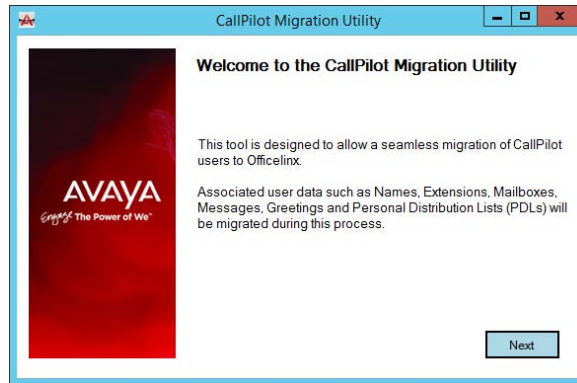 CallPilot Migration Utility
Welcome to the CallPilot Migration Utility
This tool is designed to allow a seamless migration of CallPilot
users to Officelinx.
Associated user data such as Names, Extensions, Mailboxes,
Messages, Greetings and Personal Distribution Lists (PDLs) will
be migrated during this process.
AVAYA
Engage The Power of We™
Next